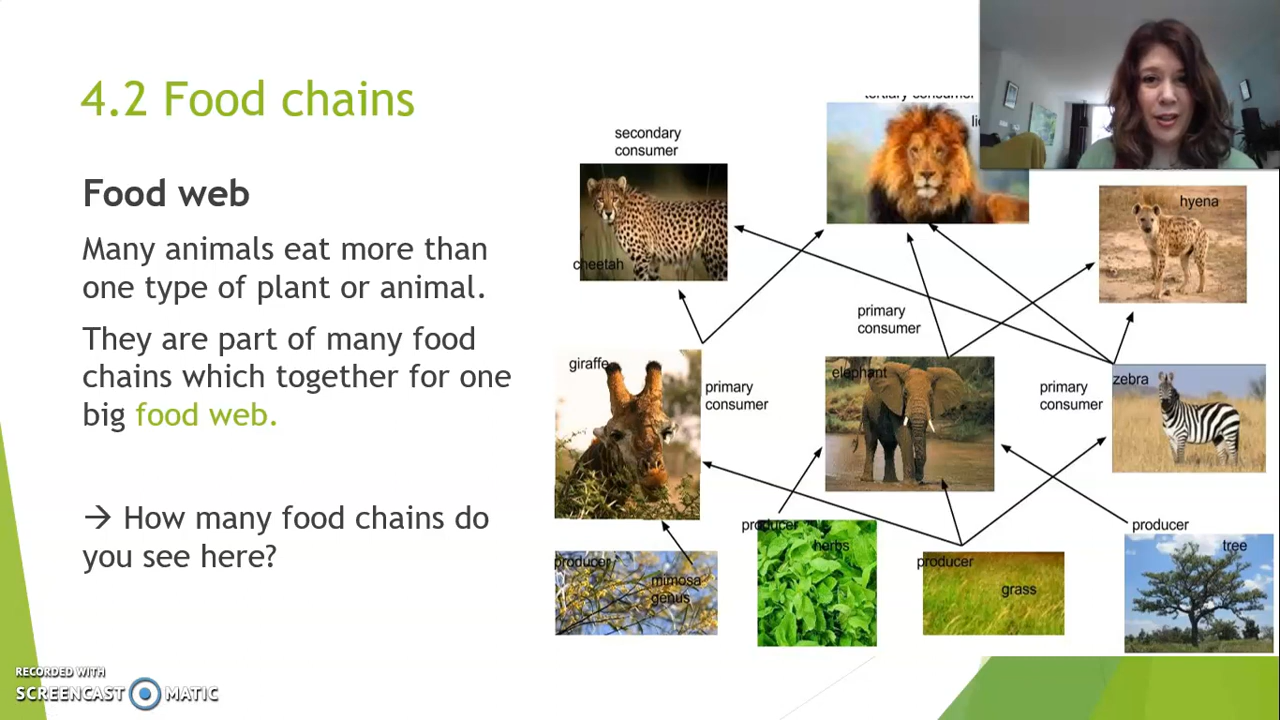 4.2 Food chains
Food web
Many animals eat more than
one type of plant or animal.
They are part of many food
chains which together for one
big food web.
→ How many food chains do
you see here?
tertiary consumer
secondary
consumer
cheetah
hyena
primary
consumer
giraffe
primary
consumer
elephant
primary
consumer
zebra
producer
mimosa
genus
producer
herbs
producer
grass
producer
tree
RECORDED WITH
SCREENCAST MATIC